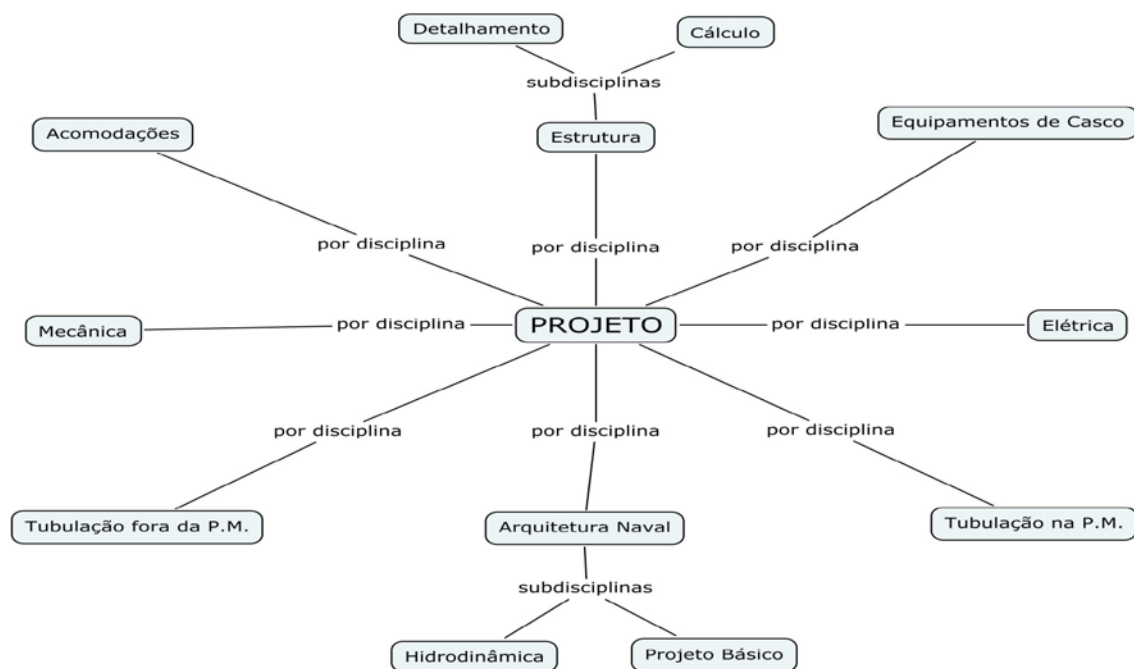 Detalhamento
Cálculo
subdisciplinas
Acomodações
Estrutura
Equipamentos de Casco
por disciplina
por disciplina
por disciplina
Mecânica
por disciplina
PROJETO
por disciplina
Elétrica
por disciplina
por disciplina
por disciplina
Tubulação fora da P.M.
Arquitetura Naval
Tubulação na P.M.
subdisciplinas
Hidrodinâmica
Projeto Básico